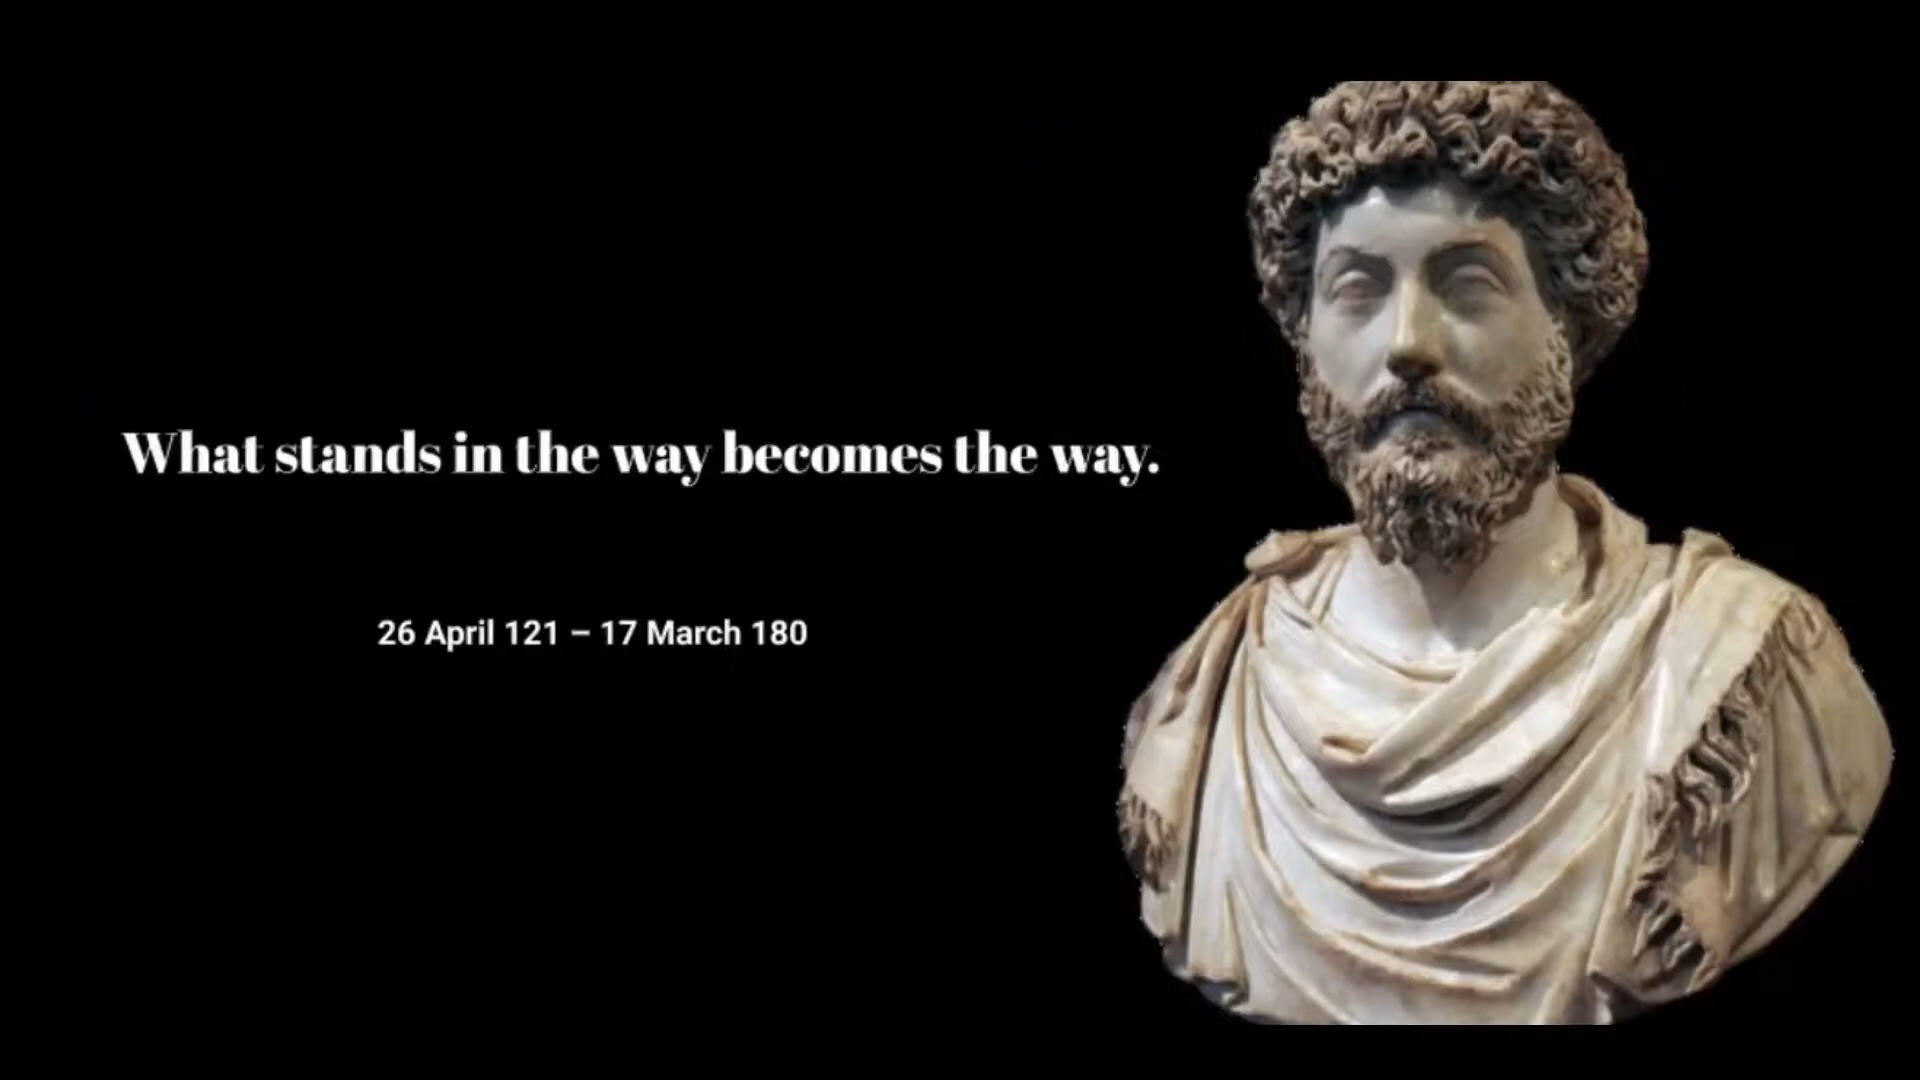 What stands in the way becomes the way.
26 April 121 – 17 March 180